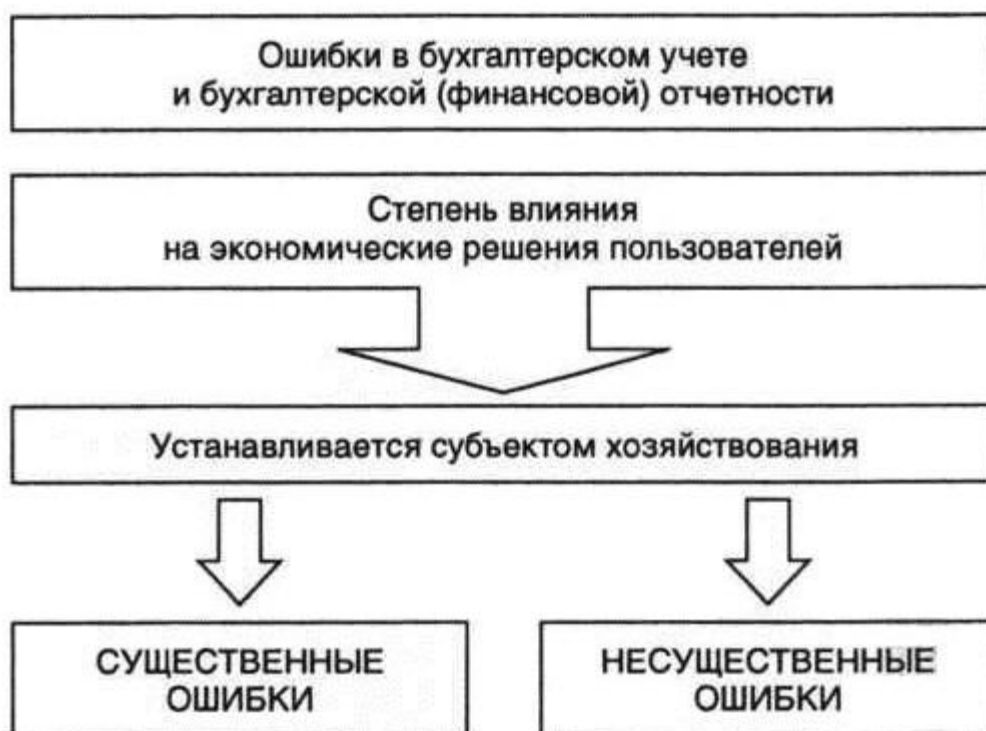 Ошибки в бухгалтерском учете
и бухгалтерской (финансовой) отчетности
Степень влияния
на экономические решения пользователей
Устанавливается субъектом хозяйствования
СУЩЕСТВЕННЫЕ
ОШИБКИ
НЕСУЩЕСТВЕННЫЕ
ОШИБКИ